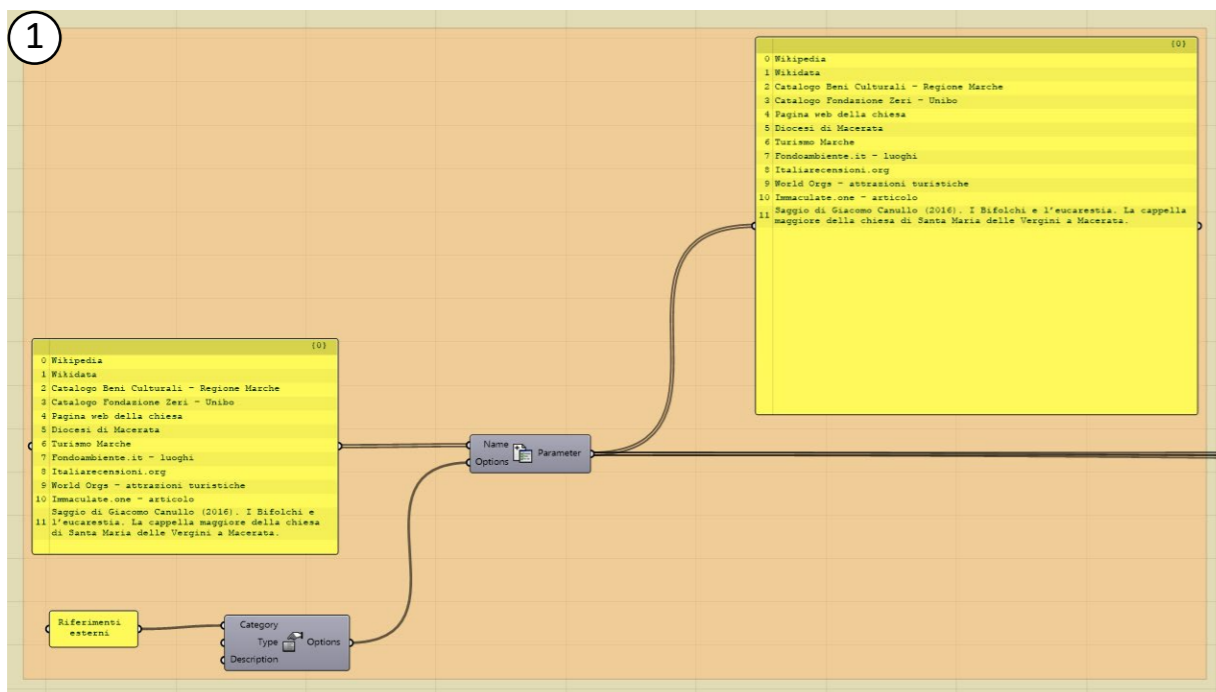 1
{0}
0 Wikipedia
1 Wikidata
2 Catalogo Beni Culturali - Regione Marche
3 Catalogo Fondazione Zeri - Unibo
4 Pagina web della chiesa
5 Diocesi di Macerata
6 Turismo Marche
7 Fondoambiente.it - luoghi
8 Italiarecensioni.org
9 World Orgs - attrazioni turistiche
10 Immaculate.one - articolo
11 Saggio di Giacomo Canullo (2016). I Bifolchi e l'eucarestia. La cappella
maggiore della chiesa di Santa Maria delle Vergini a Macerata.
{0}
0 Wikipedia
1 Wikidata
2 Catalogo Beni Culturali - Regione Marche
3 Catalogo Fondazione Zeri - Unibo
4 Pagina web della chiesa
5 Diocesi di Macerata
6 Turismo Marche
7 Fondoambiente.it - luoghi
8 Italiarecensioni.org
9 World Orgs - attrazioni turistiche
10 Immaculate.one - articolo
Saggio di Giacomo Canullo (2016). I Bifolchi e
11 l'eucarestia. La cappella maggiore della chiesa
di Santa Maria delle Vergini a Macerata.
Name
Options
Parameter
Riferimenti
esterni
Category
Type
Description
Options